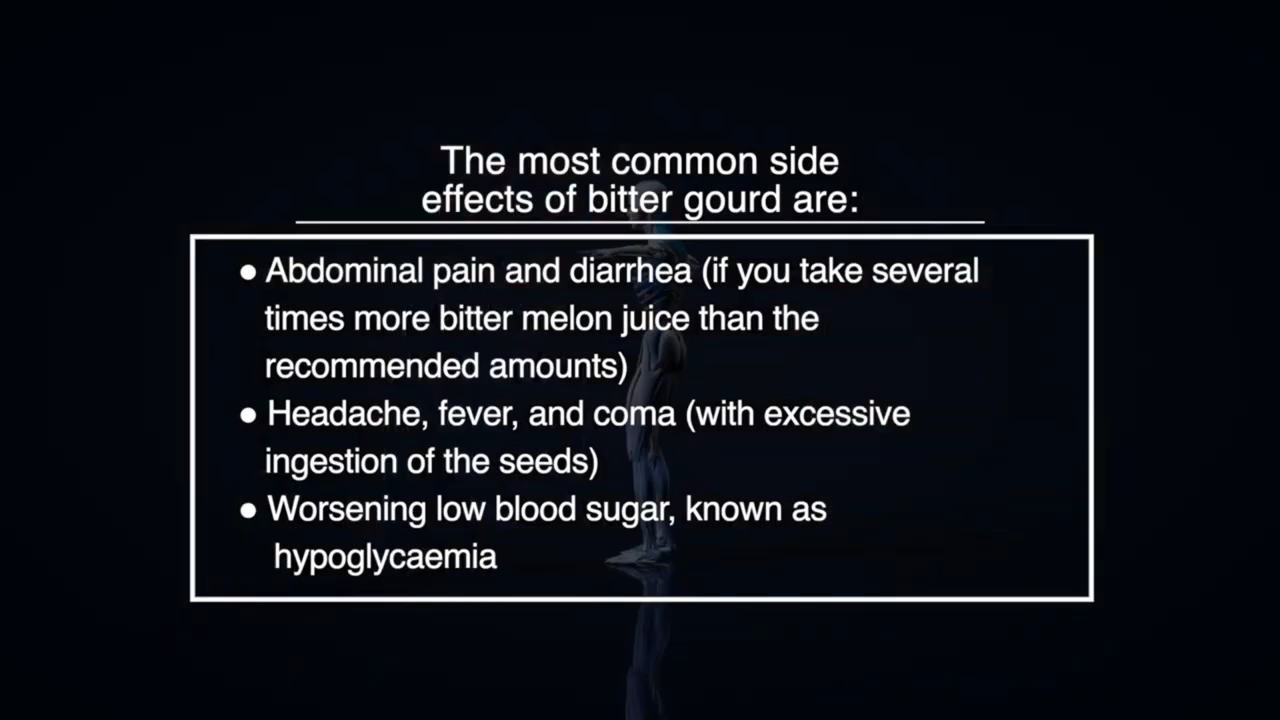 The most common side
effects of bitter gourd are:
● Abdominal pain and diarrhea (if you take several
times more bitter melon juice than the
recommended amounts)
● Headache, fever, and coma (with excessive
ingestion of the seeds)
● Worsening low blood sugar, known as
hypoglycaemia